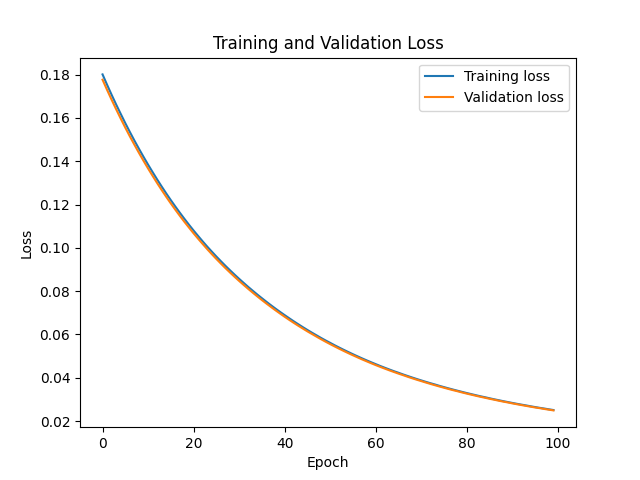 Training and Validation Loss
Training loss
Validation loss
0.18
0.16
0.14
0.12
0.10
0.08
0.06
0.04
0.02
Loss
0 20 40 60 80 100
Epoch